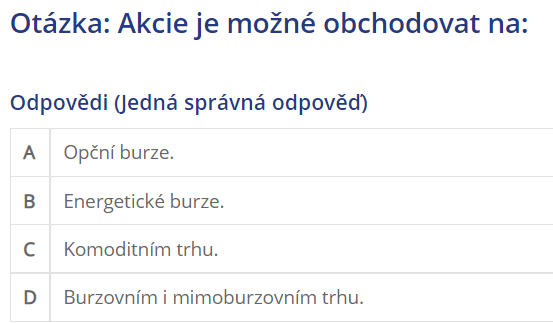 Otázka: Akcie je možné obchodovat na:
Odpovědi (Jedná správná odpověď)
A Opční burze.
B Energetické burze.
C Komoditním trhu.
D Burzovním i mimoburzovním trhu.